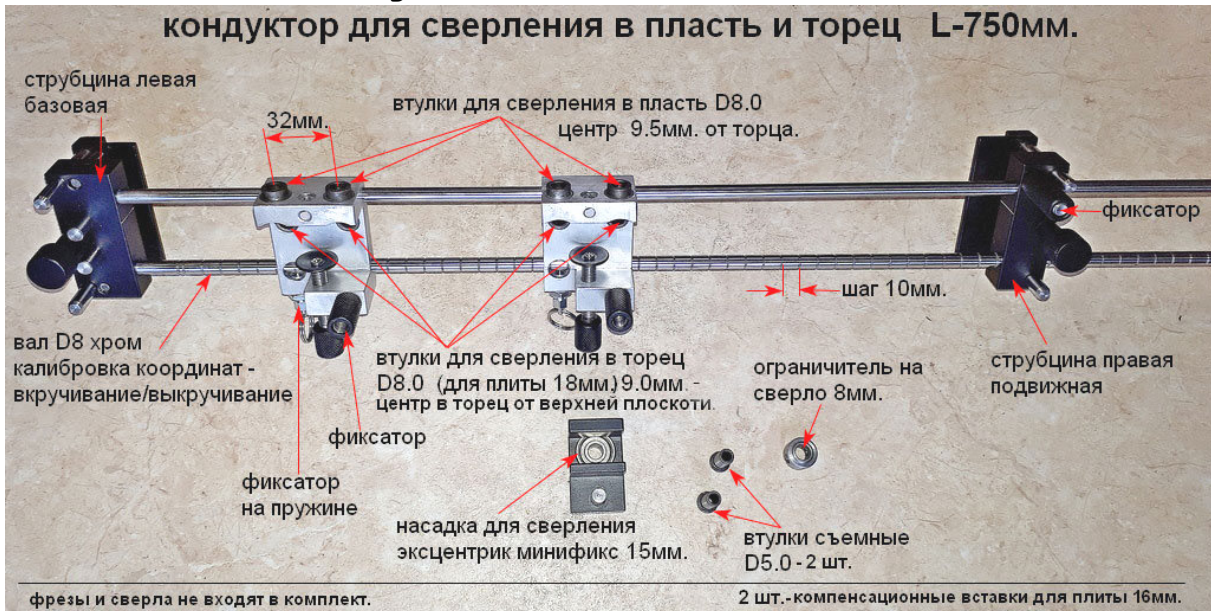 кондуктор для сверления в пласть и торец L-750мм.
струбцина левая
базовая
32мм.
втулки для сверления в пласть D8.0
центр 9.5мм. от торца.
фиксатор
шаг 10мм.
вал D8 хром
калибровка координат -
вкручивание/выкручивание
втулки для сверления в торец
D8.0 (для плиты 18мм.) 9.0мм. -
центр в торец от верхней плоскоти.
ограничитель на
сверло 8мм.
струбцина правая
подвижная
фиксатор
фиксатор
на пружине
насадка для сверления
эксцентрик минификс 15мм.
втулки съемные
D5.0 - 2 шт.
фрезы и сверла не входят в комплект.
2 шт.-компенсационные вставки для плиты 16мм.